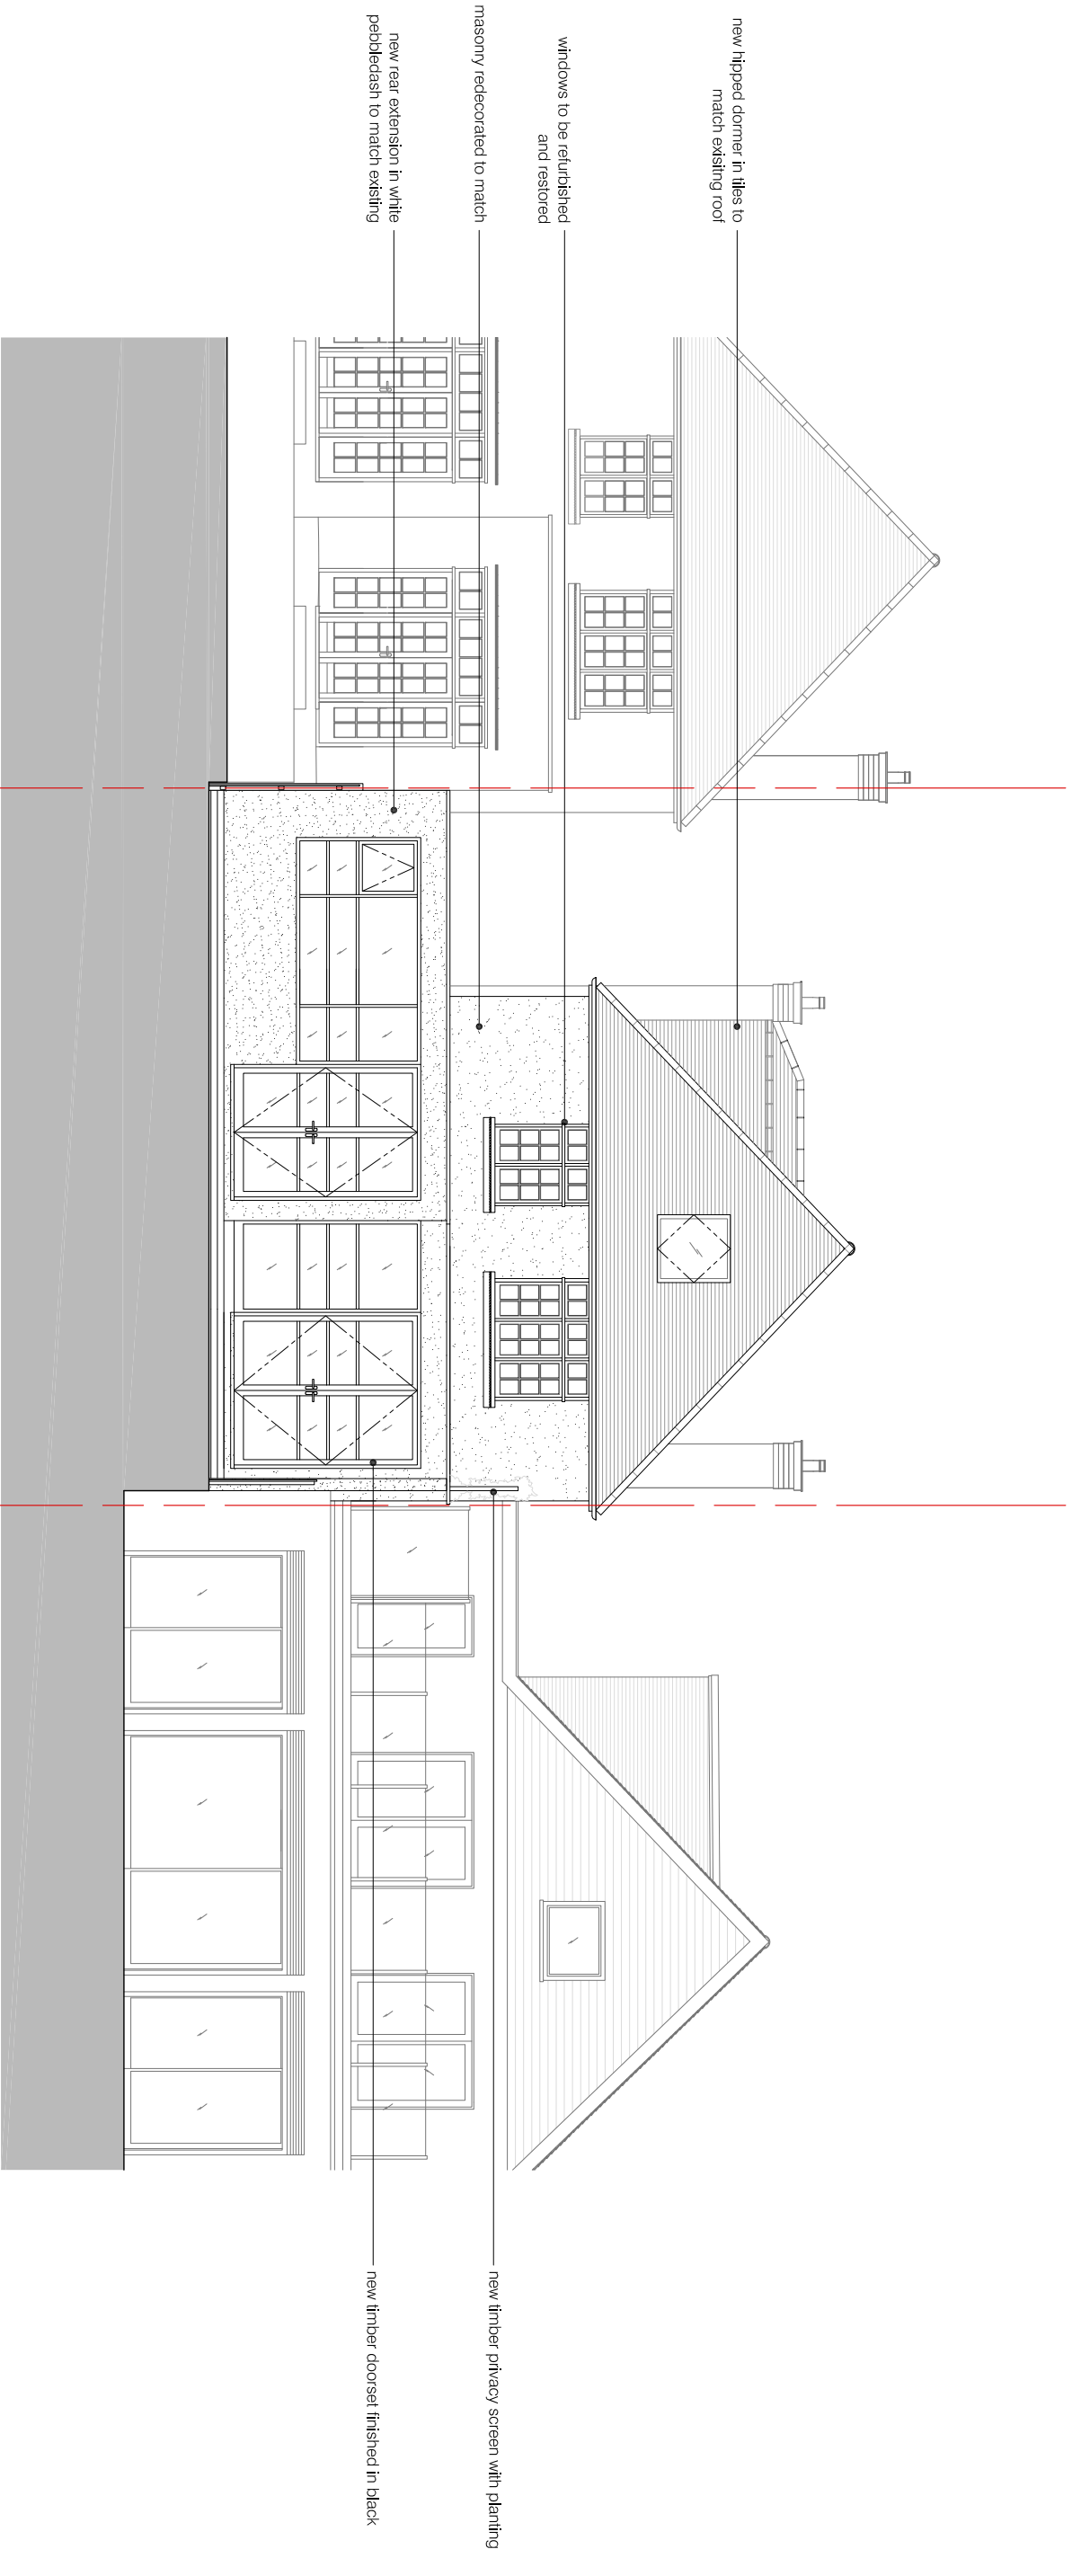 new hipped dormer in tiles to
match exisitng roof
windows to be refurbished
and restored
masonry redecorated to match
new rear extension in white
pebbledash to match existing
new timber privacy screen with planting
new timber doorset finished in black